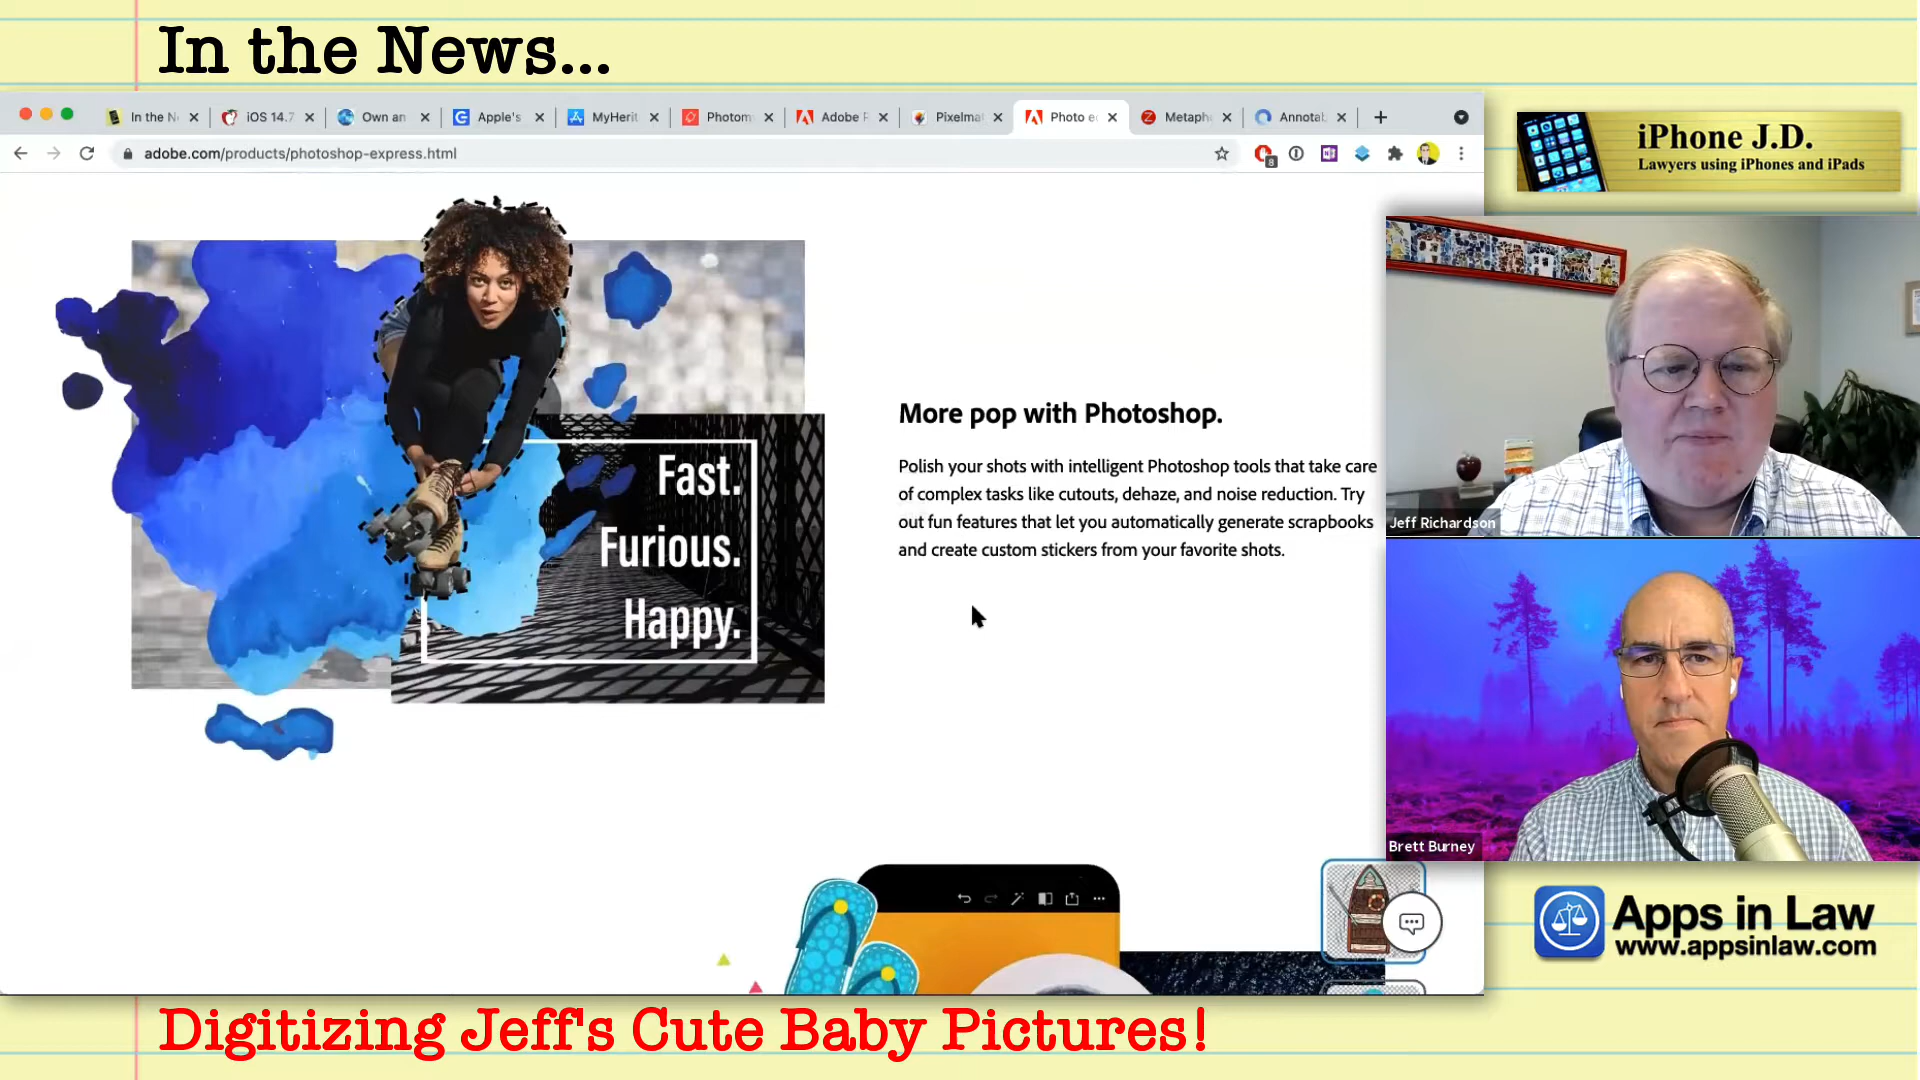 In the News...
In the N
iOS 14.7
Own an
Apple's
MyHerit
Photom
Adobe P
Pixelma
Photo e
Metaph
Annotab
adobe.com/products/photoshop-express.html
8
iPhone J.D.
Lawyers using iPhones and iPads
Fast.
Furious.
Happy.
More pop with Photoshop.
Polish your shots with intelligent Photoshop tools that take care
of complex tasks like cutouts, dehaze, and noise reduction. Try
out fun features that let you automatically generate scrapbooks
and create custom stickers from your favorite shots.
Jeff Richardson
Brett Burney
Apps in Law
www.appsinlaw.com
Digitizing Jeff's Cute Baby Pictures!